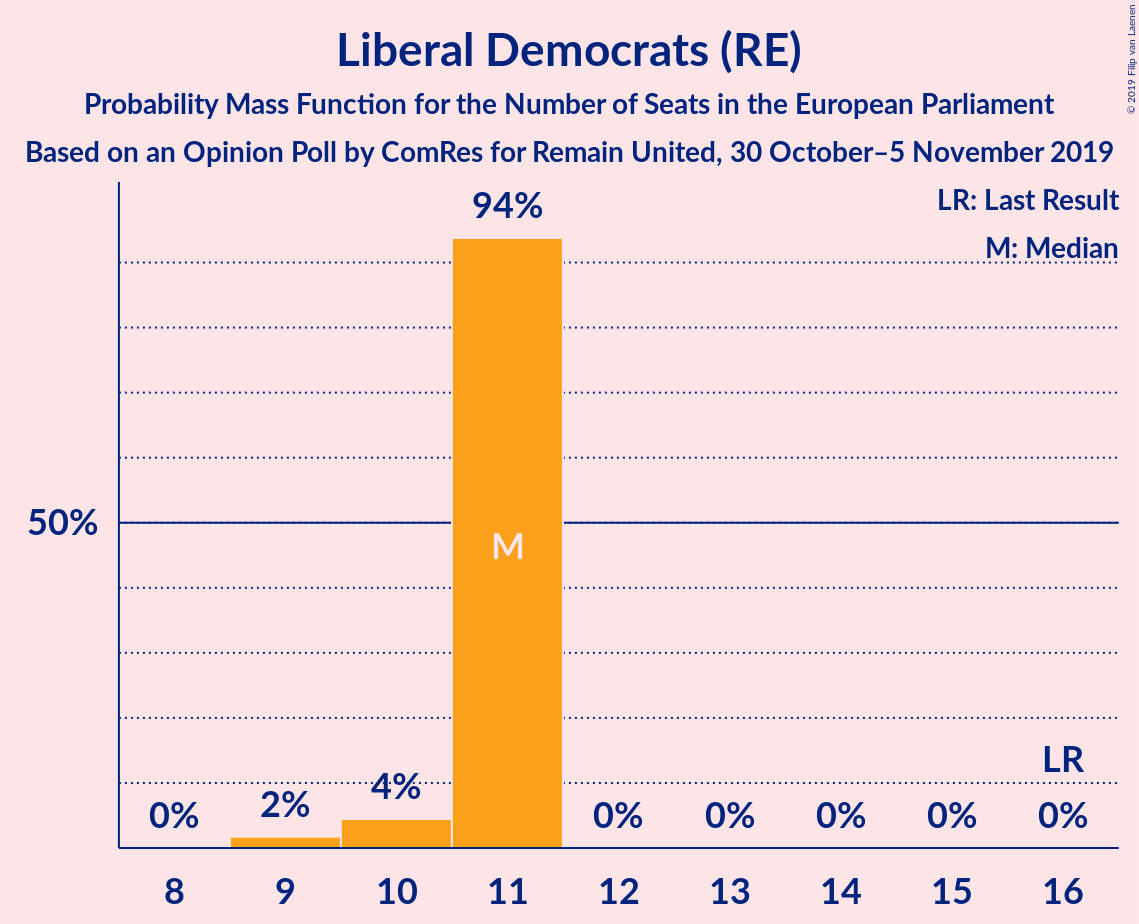 Liberal Democrats (RE)
Probability Mass Function for the Number of Seats in the European Parliament
Based on an Opinion Poll by ComRes for Remain United, 30 October–5 November 2019
© 2019 Filip van Laenen
LR: Last Result
M: Median
94%
50%
M
LR
0%
2%
4%
0%
0%
0%
0%
0%
8
9
10
11
12
13
14
15
16